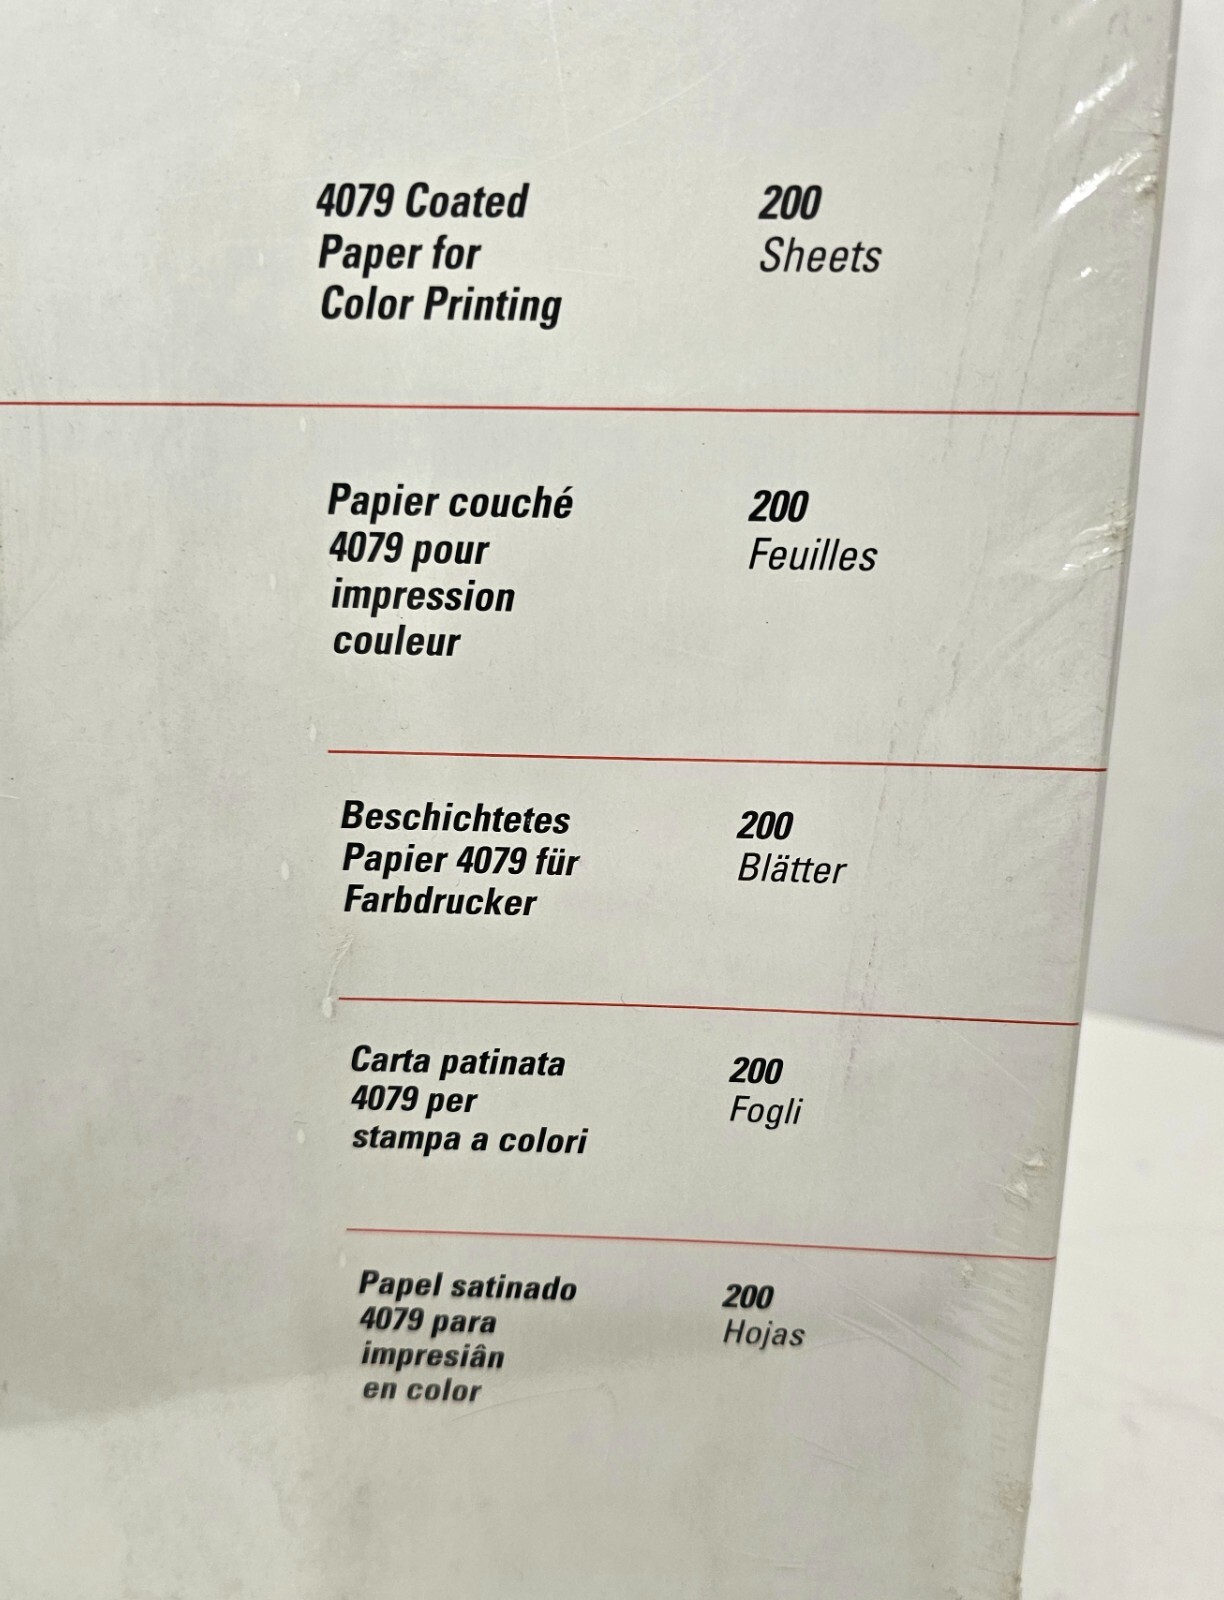 4079 Coated
Paper for
Color Printing
200
Sheets
Papier couché
4079 pour
impression
couleur
200
Feuilles
Beschichtetes
Papier 4079 für
Farbdrucker
200
Blätter
Carta patinata
4079 per
stampa a colori
200
Fogli
Papel satinado
4079 para
impresiân
en color
200
Hojas